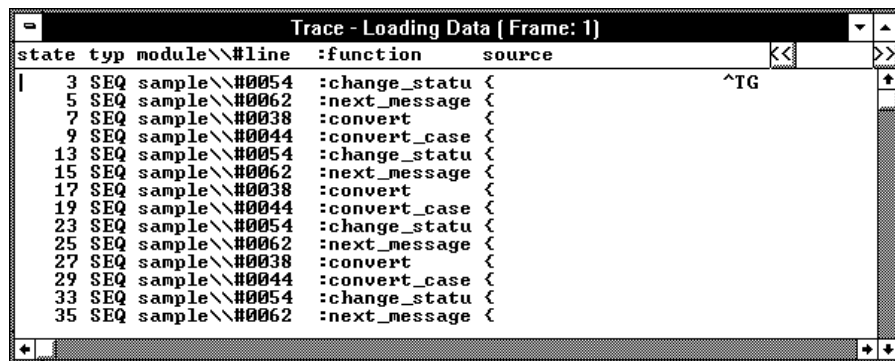 Trace - Loading Data ( Frame: 1)
state typ module\\#line :function source << >>
3 SEQ sample\\#0054 :change_statu { ^TG
5 SEQ sample\\#0062 :next_message {
7 SEQ sample\\#0038 :convert {
9 SEQ sample\\#0044 :convert_case {
13 SEQ sample\\#0054 :change_statu {
15 SEQ sample\\#0062 :next_message {
17 SEQ sample\\#0038 :convert {
19 SEQ sample\\#0044 :convert_case {
23 SEQ sample\\#0054 :change_statu {
25 SEQ sample\\#0062 :next_message {
27 SEQ sample\\#0038 :convert {
29 SEQ sample\\#0044 :convert_case {
33 SEQ sample\\#0054 :change_statu {
35 SEQ sample\\#0062 :next_message {